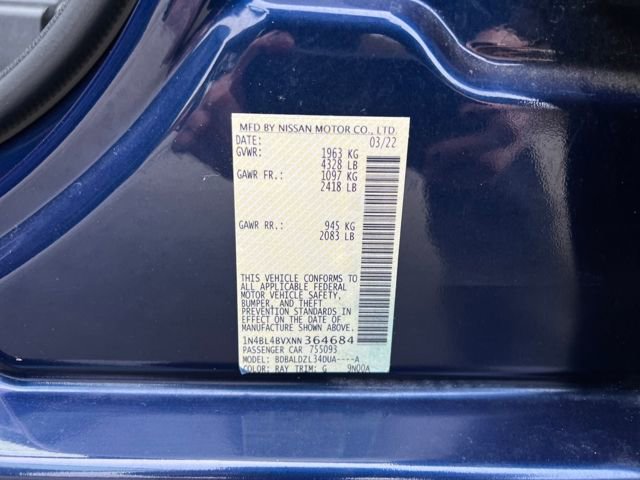 MFD BY NISSAN MOTOR CO., LTD.
DATE: 03/22
GVWR: 1963 KG
4328 LB
GAWR FR.: 1097 KG
2418 LB
GAWR RR.: 945 KG
2083 LB
THIS VEHICLE CONFORMS TO
ALL APPLICABLE FEDERAL
MOTOR VEHICLE SAFETY,
BUMPER, AND THEFT
PREVENTION STANDARDS IN
EFFECT ON THE DATE OF
MANUFACTURE SHOWN ABOVE.
1N4BL4BVXNN364684
PASSENGER CAR 755093
MODEL: BDBALDZL34DUA----A
COLOR: RAY TRIM: G 9N00A